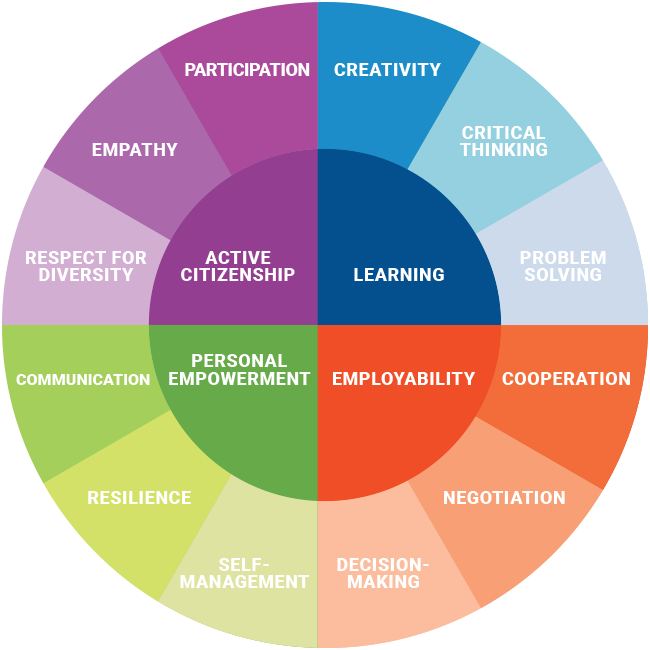 PARTICIPATION
CREATIVITY
CRITICAL
THINKING
EMPATHY
RESPECT FOR
DIVERSITY
ACTIVE
CITIZENSHIP
LEARNING
PROBLEM
SOLVING
COMMUNICATION
PERSONAL
EMPOWERMENT
EMPLOYABILITY
COOPERATION
RESILIENCE
NEGOTIATION
SELF-
MANAGEMENT
DECISION-
MAKING